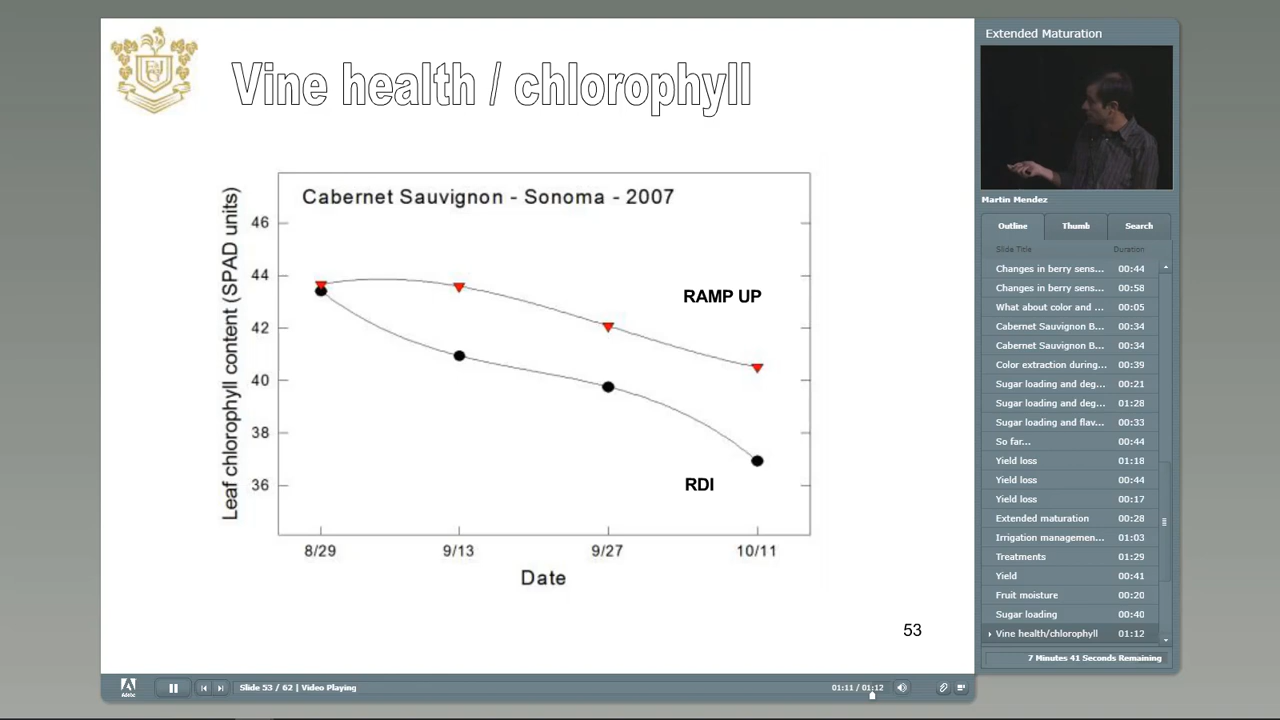 Vine health / chlorophyll
Cabernet Sauvignon - Sonoma - 2007
Leaf chlorophyll content (SPAD units)
46
44
42
40
38
36
RAMP UP
RDI
8/29 9/13 9/27 10/11
Date
53
Extended Maturation
Martin Mendez
Outline Thumb Search
Slide Title Duration
Changes in berry sens... 00:44
Changes in berry sens... 00:58
What about color and ... 00:05
Cabernet Sauvignon B... 00:34
Cabernet Sauvignon B... 00:34
Color extraction during... 00:39
Sugar loading and deg... 00:21
Sugar loading and deg... 01:28
Sugar loading and flav... 00:33
So far... 00:44
Yield loss 01:18
Yield loss 00:44
Yield loss 00:17
Extended maturation 00:28
Irrigation managemen... 01:03
Treatments 01:29
Yield 00:41
Fruit moisture 00:20
Sugar loading 00:40
Vine health/chlorophyll 01:12
7 Minutes 41 Seconds Remaining
Adobe
Slide 53 / 62 | Video Playing
01:11 / 01:12